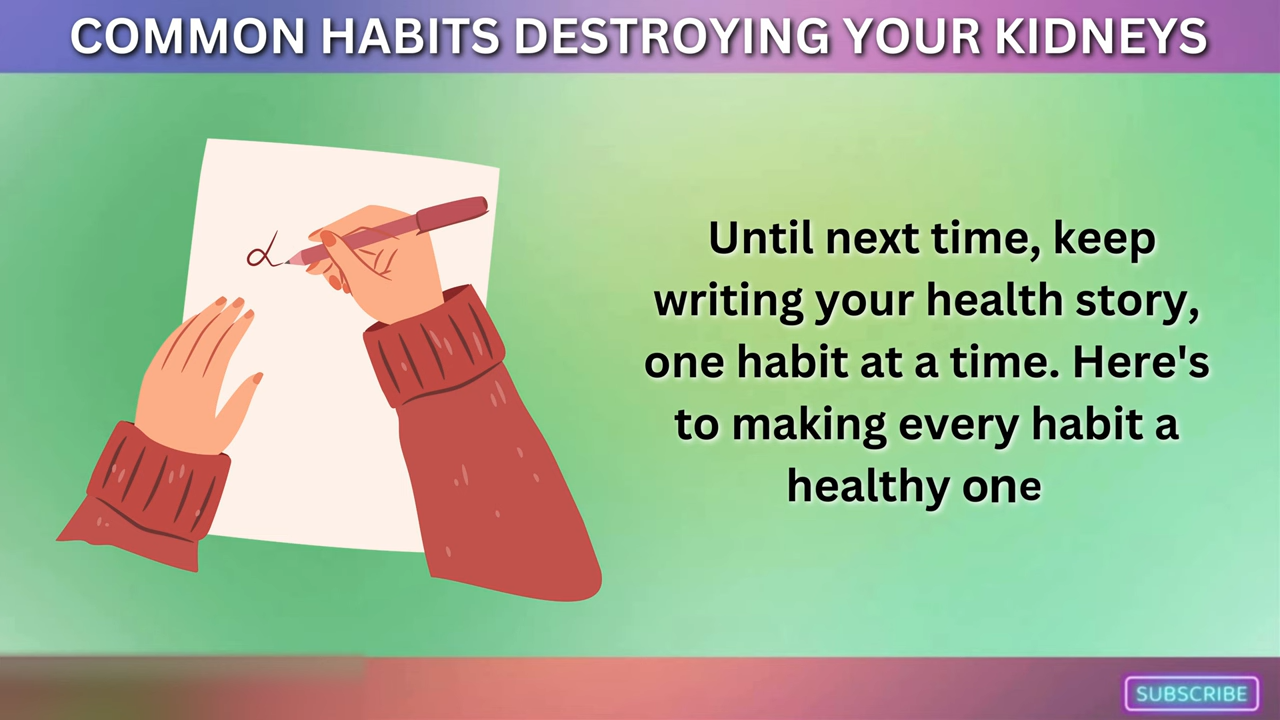 COMMON HABITS DESTROYING YOUR KIDNEYS
Until next time, keep
writing your health story,
one habit at a time. Here's
to making every habit a
healthy one
SUBSCRIBE